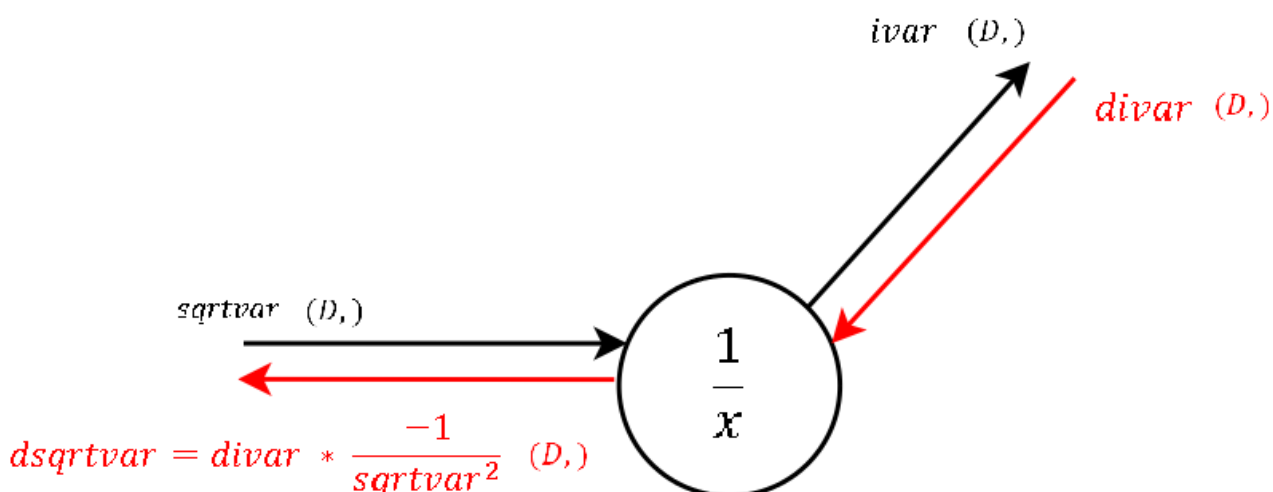 ivar (D,)
divar (D,)
sqrtvar (D,)
1
x
dsqrtvar = divar * -1/sqrtvar² (D,)